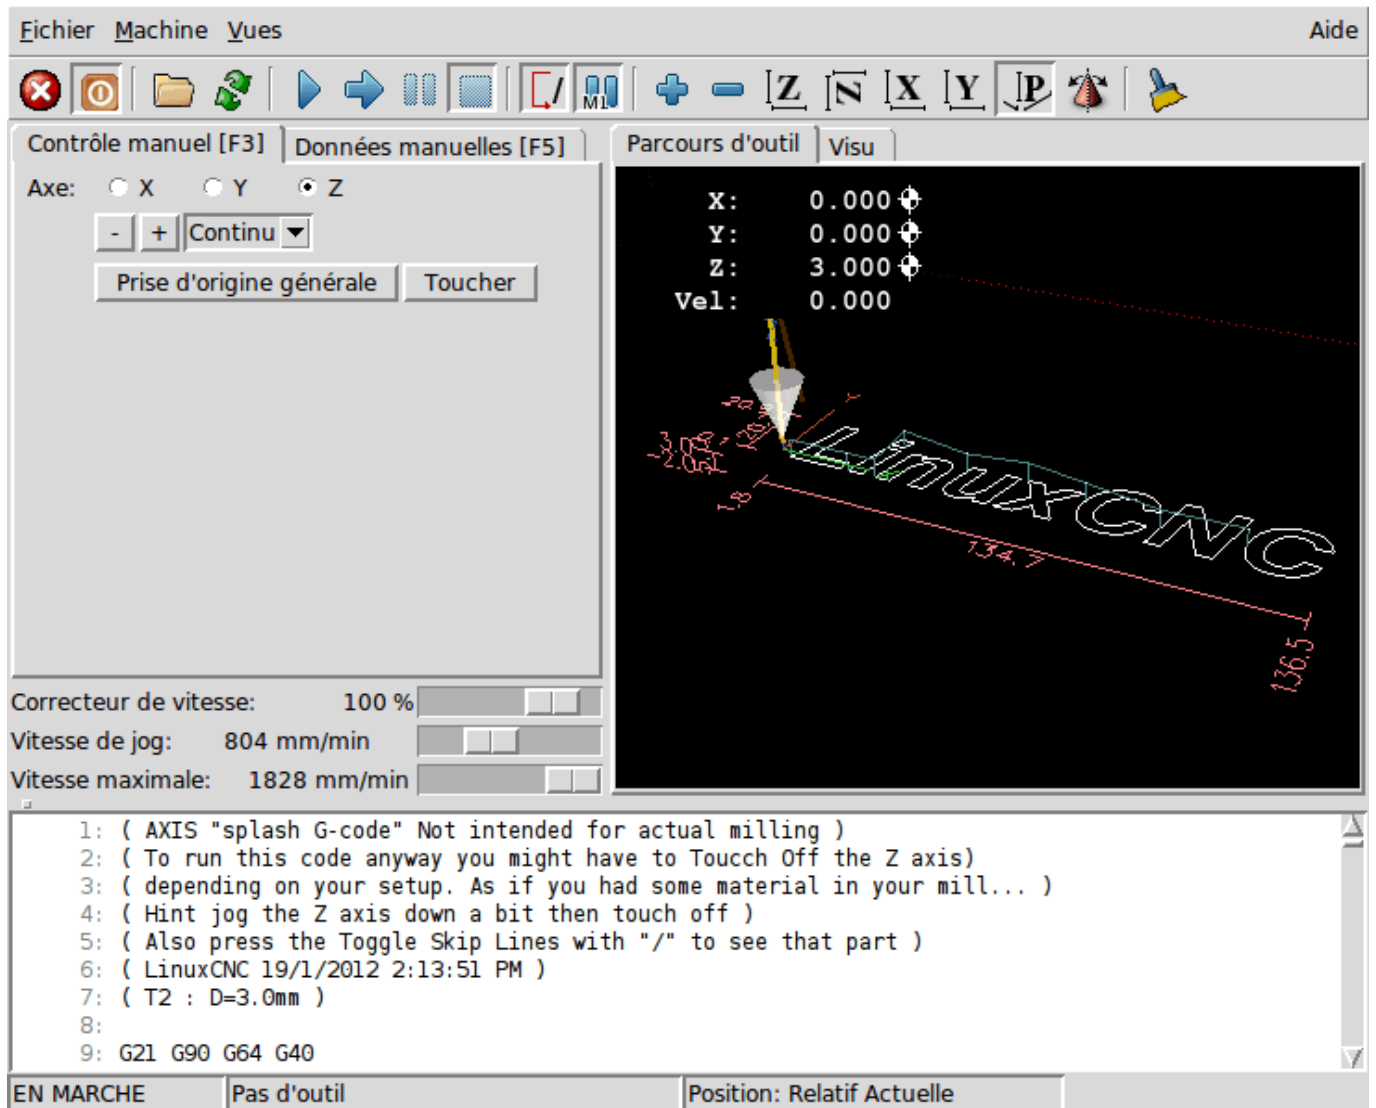 Fichier Machine Vues Aide
M1 Z N X Y P
Contrôle manuel [F3] Données manuelles [F5] Parcours d'outil Visu
Axe: X Y Z
- + Continu
Prise d'origine générale Toucher
X: 0.000
Y: 0.000
Z: 3.000
Vel: 0.000
LinuxCNC
1.8
134.7
136.5
Correcteur de vitesse: 100 %
Vitesse de jog: 804 mm/min
Vitesse maximale: 1828 mm/min
1: ( AXIS "splash G-code" Not intended for actual milling )
2: ( To run this code anyway you might have to Toucch Off the Z axis)
3: ( depending on your setup. As if you had some material in your mill... )
4: ( Hint jog the Z axis down a bit then touch off )
5: ( Also press the Toggle Skip Lines with "/" to see that part )
6: ( LinuxCNC 19/1/2012 2:13:51 PM )
7: ( T2 : D=3.0mm )
8:
9: G21 G90 G64 G40
EN MARCHE Pas d'outil Position: Relatif Actuelle